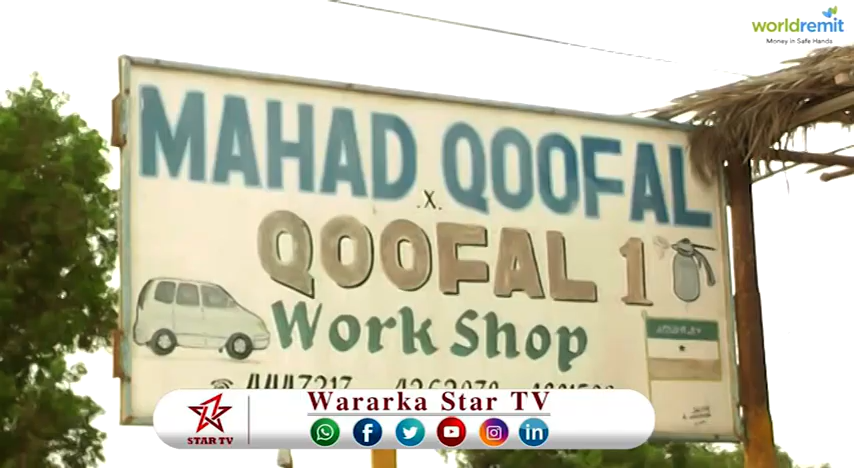 worldremit
Money in Safe Hands
MAHAD QOOFAL
.X.
QOOFAL 1
Work Shop
Wararka Star TV
STAR TV